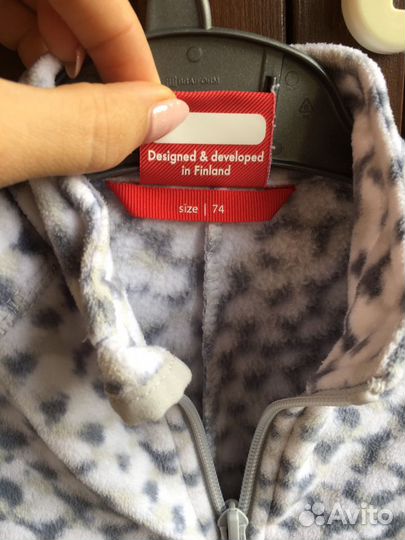 Designed & developed
in Finland
size | 74
Avito